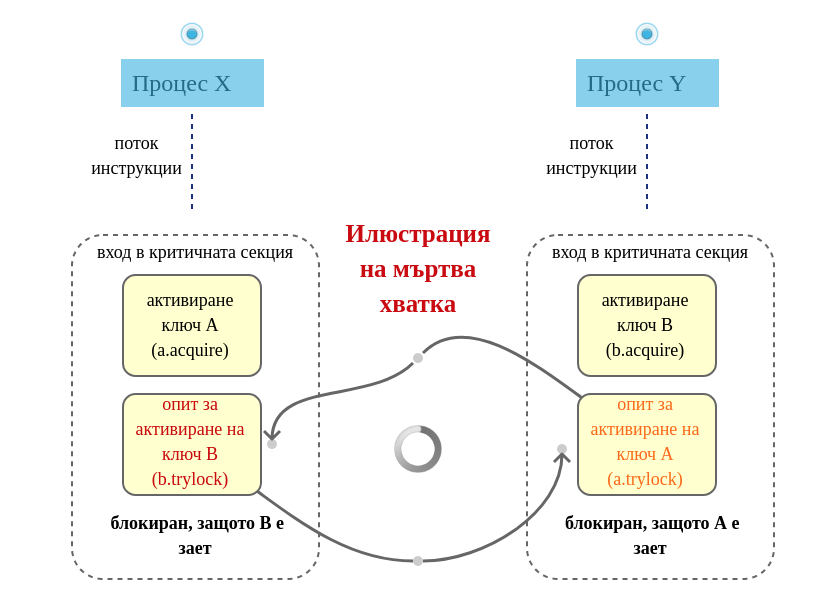 Процес X
поток
инструкции
вход в критичната секция
активиране
ключ A
(a.acquire)
опит за
активиране на
ключ B
(b.trylock)
блокиран, защото B е
зает
Илюстрация
на мъртва
хватка
Процес Y
поток
инструкции
вход в критичната секция
активиране
ключ B
(b.acquire)
опит за
активиране на
ключ A
(a.trylock)
блокиран, защото A е
зает